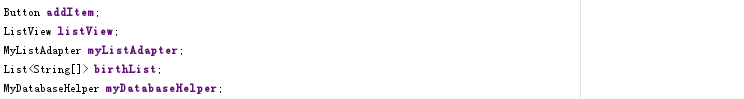 Button addItem;
ListView listView;
MyListAdapter myListAdapter;
List<String[]> birthList;
MyDatabaseHelper myDatabaseHelper;